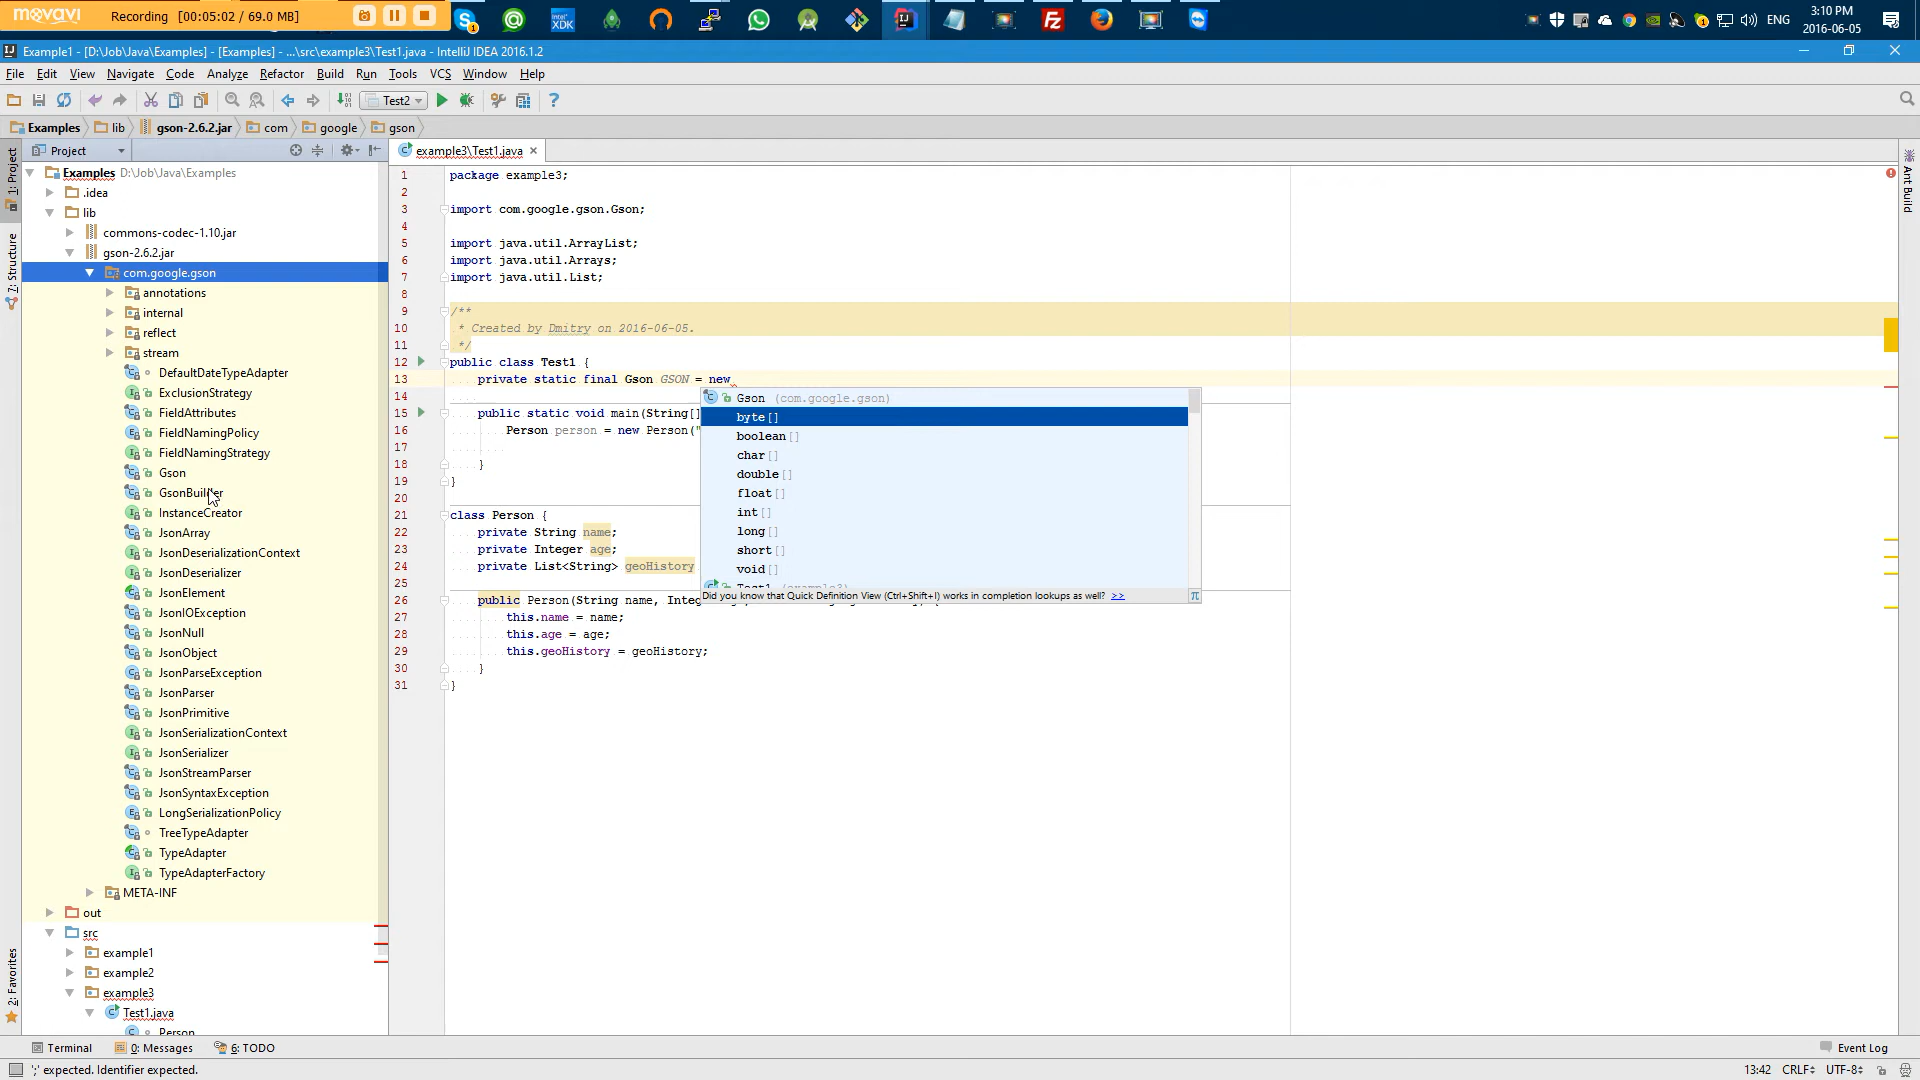 movavi
Recording [00:05:02 / 69.0 MB]
ENG
3:10 PM
2016-06-05
Example1 - [D:\Job\Java\Examples] - [Examples] - ...\src\example3\Test1.java - IntelliJ IDEA 2016.1.2
File Edit View Navigate Code Analyze Refactor Build Run Tools VCS Window Help
Test2
Examples lib gson-2.6.2.jar com google gson
1: Project
7: Structure
2: Favorites
Project
Examples D:\Job\Java\Examples
.idea
lib
commons-codec-1.10.jar
gson-2.6.2.jar
com.google.gson
annotations
internal
reflect
stream
DefaultDateTypeAdapter
ExclusionStrategy
FieldAttributes
FieldNamingPolicy
FieldNamingStrategy
Gson
GsonBuilder
InstanceCreator
JsonArray
JsonDeserializationContext
JsonDeserializer
JsonElement
JsonIOException
JsonNull
JsonObject
JsonParseException
JsonParser
JsonPrimitive
JsonSerializationContext
JsonSerializer
JsonStreamParser
JsonSyntaxException
LongSerializationPolicy
TreeTypeAdapter
TypeAdapter
TypeAdapterFactory
META-INF
out
src
example1
example2
example3
Test1.java
Person
example3\Test1.java
1 package example3;
2
3 import com.google.gson.Gson;
4
5 import java.util.ArrayList;
6 import java.util.Arrays;
7 import java.util.List;
8
9 /**
10 * Created by Dmitry on 2016-06-05.
11 */
12 public class Test1 {
13 private static final Gson GSON = new
14
15 public static void main(String[]
16 Person person = new Person("
17
18 }
19 }
20
21 class Person {
22 private String name;
23 private Integer age;
24 private List<String> geoHistory
25
26 public Person(String name, Integ
27 this.name = name;
28 this.age = age;
29 this.geoHistory = geoHistory;
30 }
31 }
Gson (com.google.gson)
byte[]
boolean[]
char[]
double[]
float[]
int[]
long[]
short[]
void[]
Test1 (example3)
Did you know that Quick Definition View (Ctrl+Shift+I) works in completion lookups as well? >>
π
Ant Build
Terminal 0: Messages 6: TODO
Event Log
';' expected. Identifier expected.
13:42 CRLF UTF-8